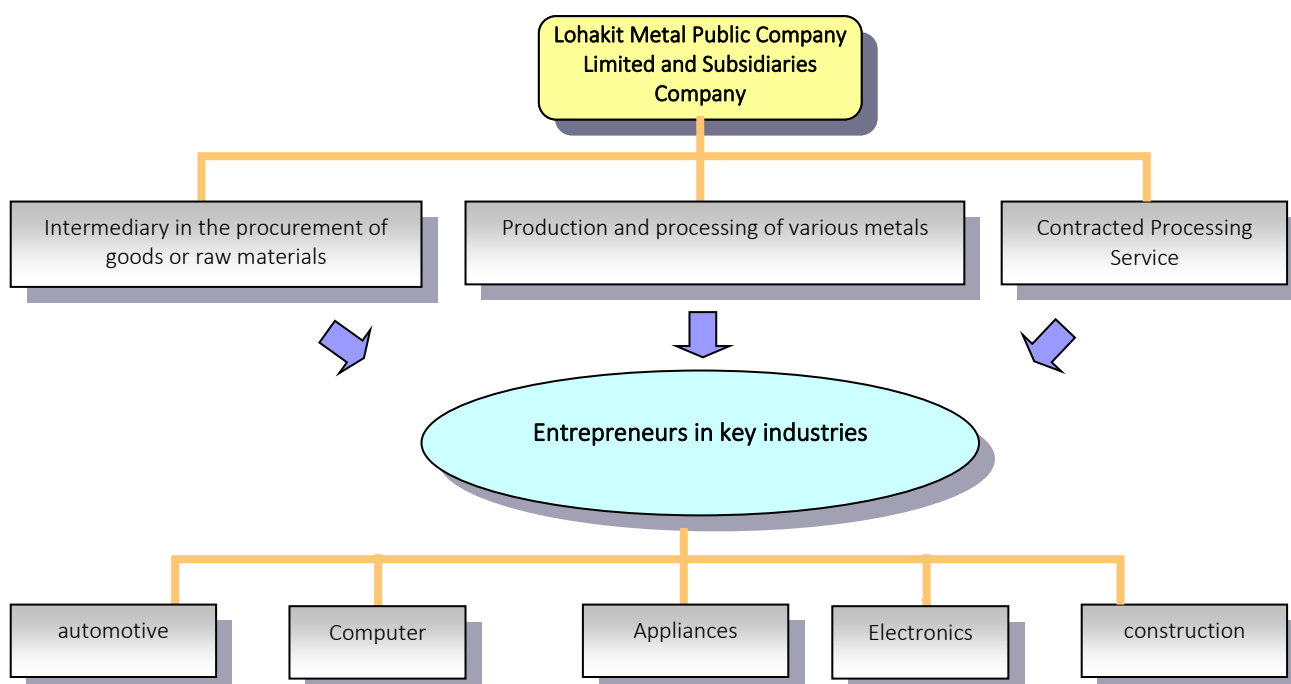 Lohakit Metal Public Company
Limited and Subsidiaries
Company
Intermediary in the procurement of
goods or raw materials
Production and processing of various metals
Contracted Processing
Service
Entrepreneurs in key industries
automotive
Computer
Appliances
Electronics
construction